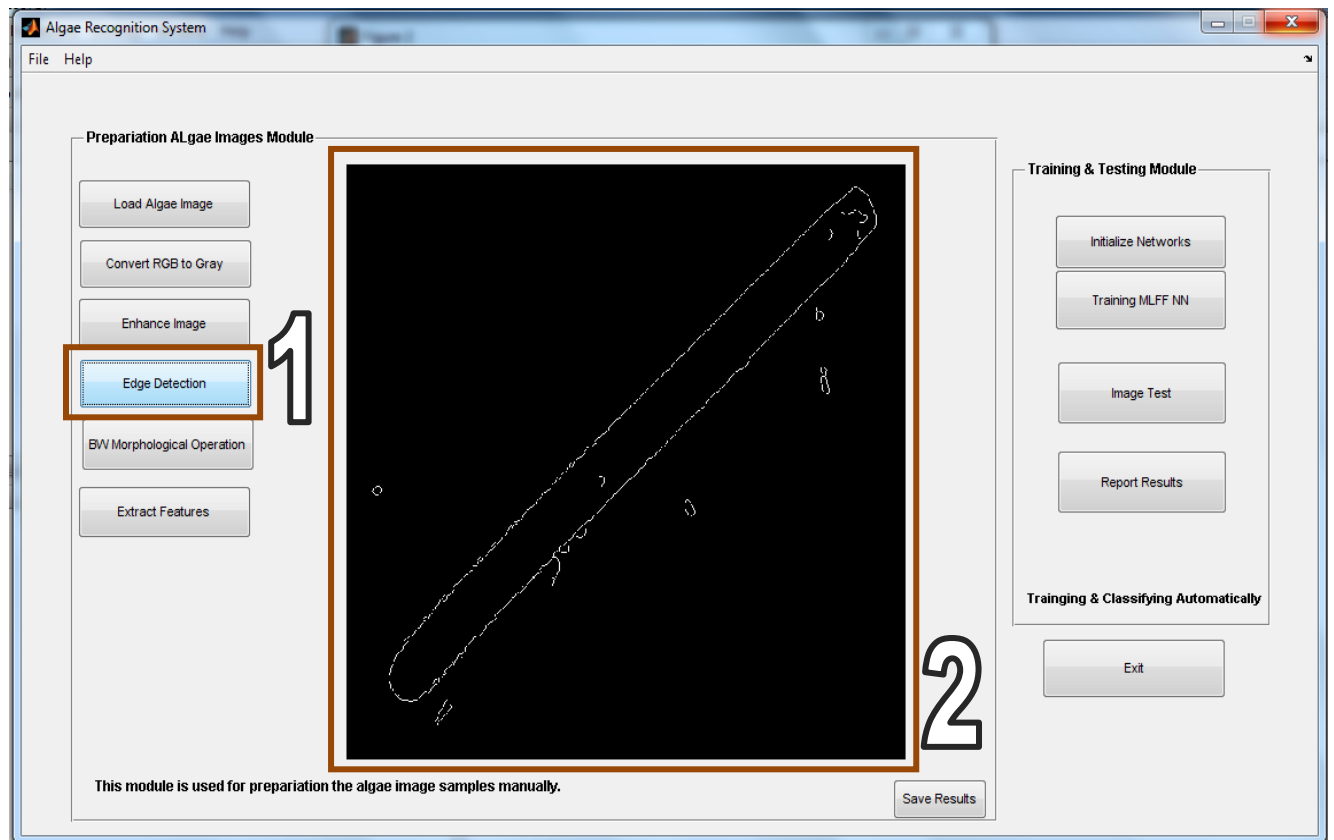 Algae Recognition System
File Help
Prepariation ALgae Images Module
Load Algae Image
Convert RGB to Gray
Enhance Image
Edge Detection
BW Morphological Operation
Extract Features
1
2
This module is used for prepariation the algae image samples manually.
Save Results
Training & Testing Module
Initialize Networks
Training MLFF NN
Image Test
Report Results
Trainging & Classifying Automatically
Exit